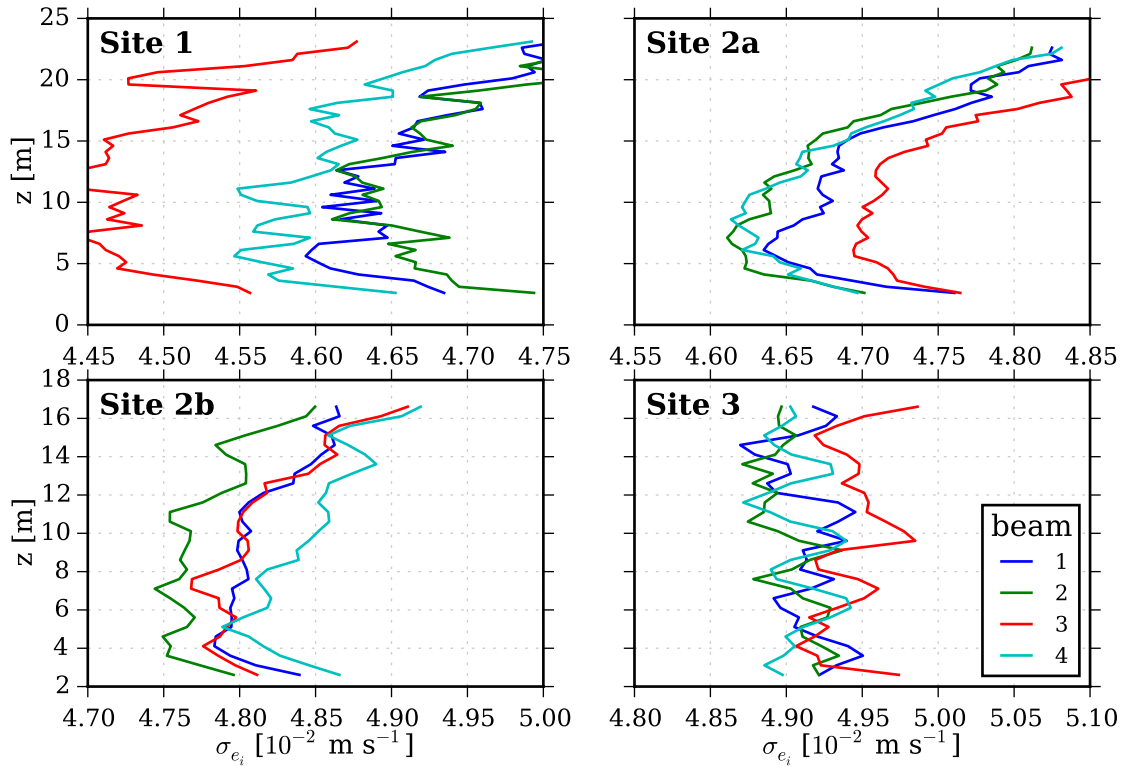 Site 1
Site 2a
25
20
15
10
5
0
z [m]
4.45 4.50 4.55 4.60 4.65 4.70 4.75
4.55 4.60 4.65 4.70 4.75 4.80 4.85
Site 2b
Site 3
18
16
14
12
10
8
6
4
2
z [m]
beam
1
2
3
4
4.70 4.75 4.80 4.85 4.90 4.95 5.00
4.80 4.85 4.90 4.95 5.00 5.05 5.10
σ_{e_i} [10⁻² m s⁻¹]
σ_{e_i} [10⁻² m s⁻¹]